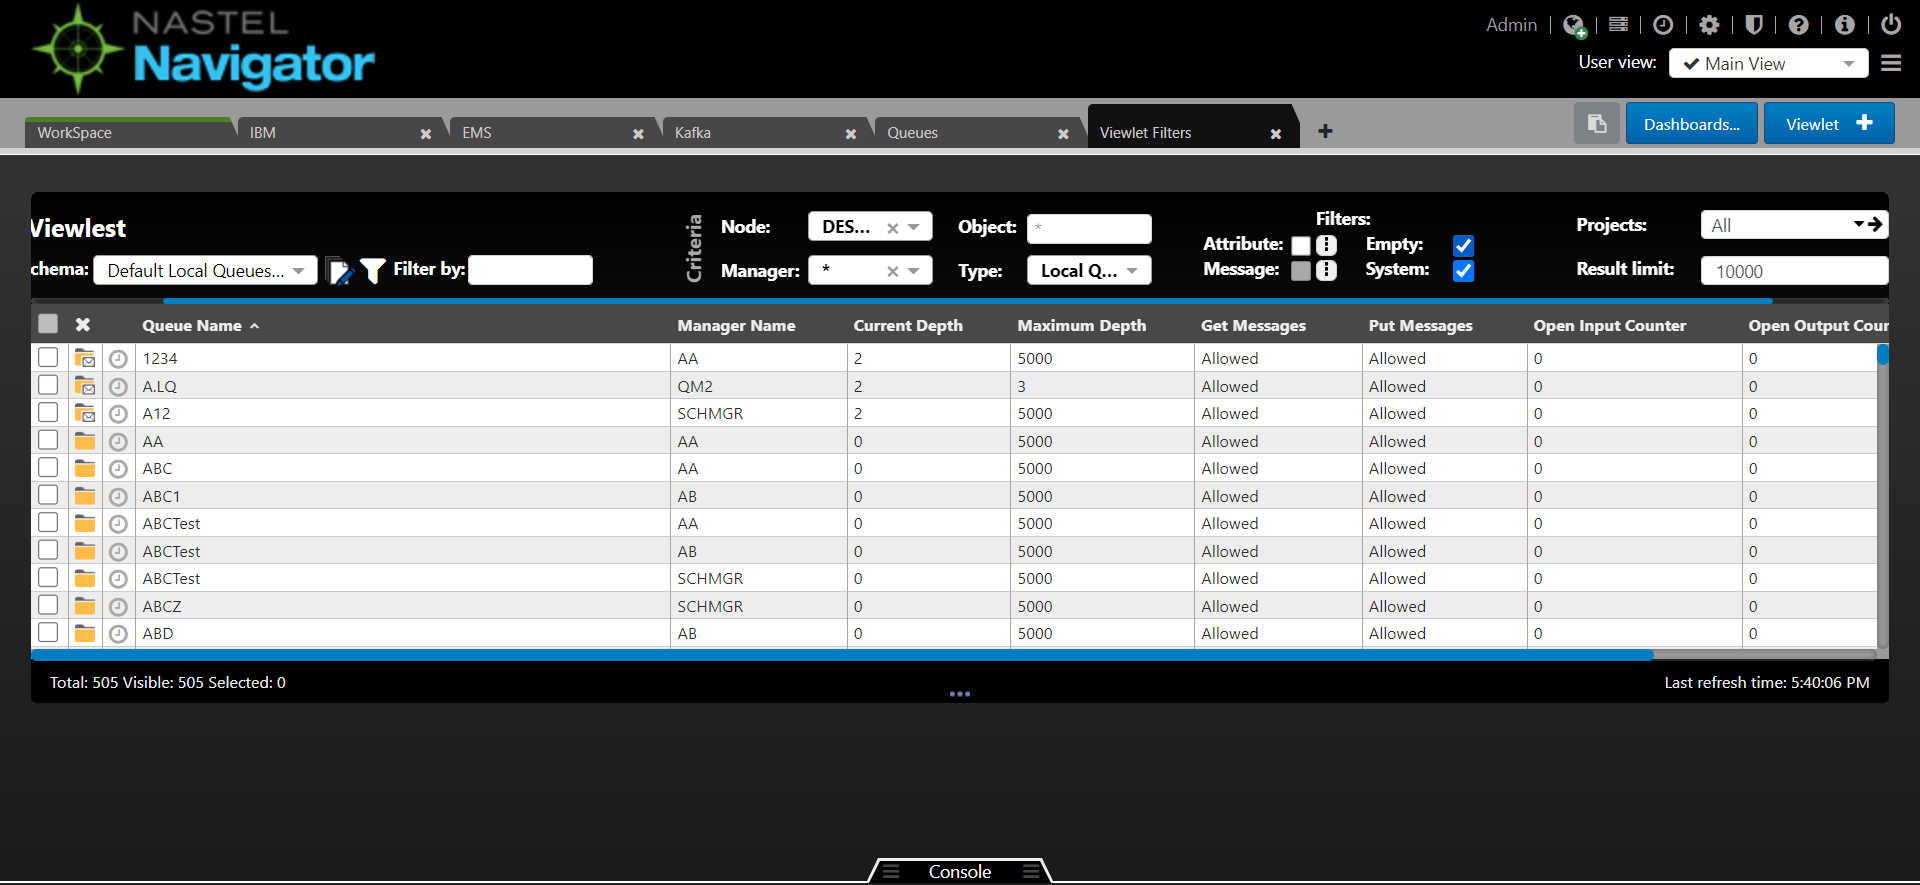 NASTEL
Navigator
Admin
User view: Main View
WorkSpace IBM EMS Kafka Queues Viewlet Filters
Dashboards... Viewlet
Viewlest
chema: Default Local Queues... Filter by:
Criteria
Node: DES... Object: *
Manager: * Type: Local Q...
Filters:
Attribute: Empty:
Message: System:
Projects: All
Result limit: 10000
Queue Name Manager Name Current Depth Maximum Depth Get Messages Put Messages Open Input Counter Open Output Coun
1234 AA 2 5000 Allowed Allowed 0 0
A.LQ QM2 2 3 Allowed Allowed 0 0
A12 SCHMGR 2 5000 Allowed Allowed 0 0
AA AA 0 5000 Allowed Allowed 0 0
ABC AA 0 5000 Allowed Allowed 0 0
ABC1 AB 0 5000 Allowed Allowed 0 0
ABCTest AA 0 5000 Allowed Allowed 0 0
ABCTest AB 0 5000 Allowed Allowed 0 0
ABCTest SCHMGR 0 5000 Allowed Allowed 0 0
ABCZ SCHMGR 0 5000 Allowed Allowed 0 0
ABD AB 0 5000 Allowed Allowed 0 0
Total: 505 Visible: 505 Selected: 0
Last refresh time: 5:40:06 PM
Console